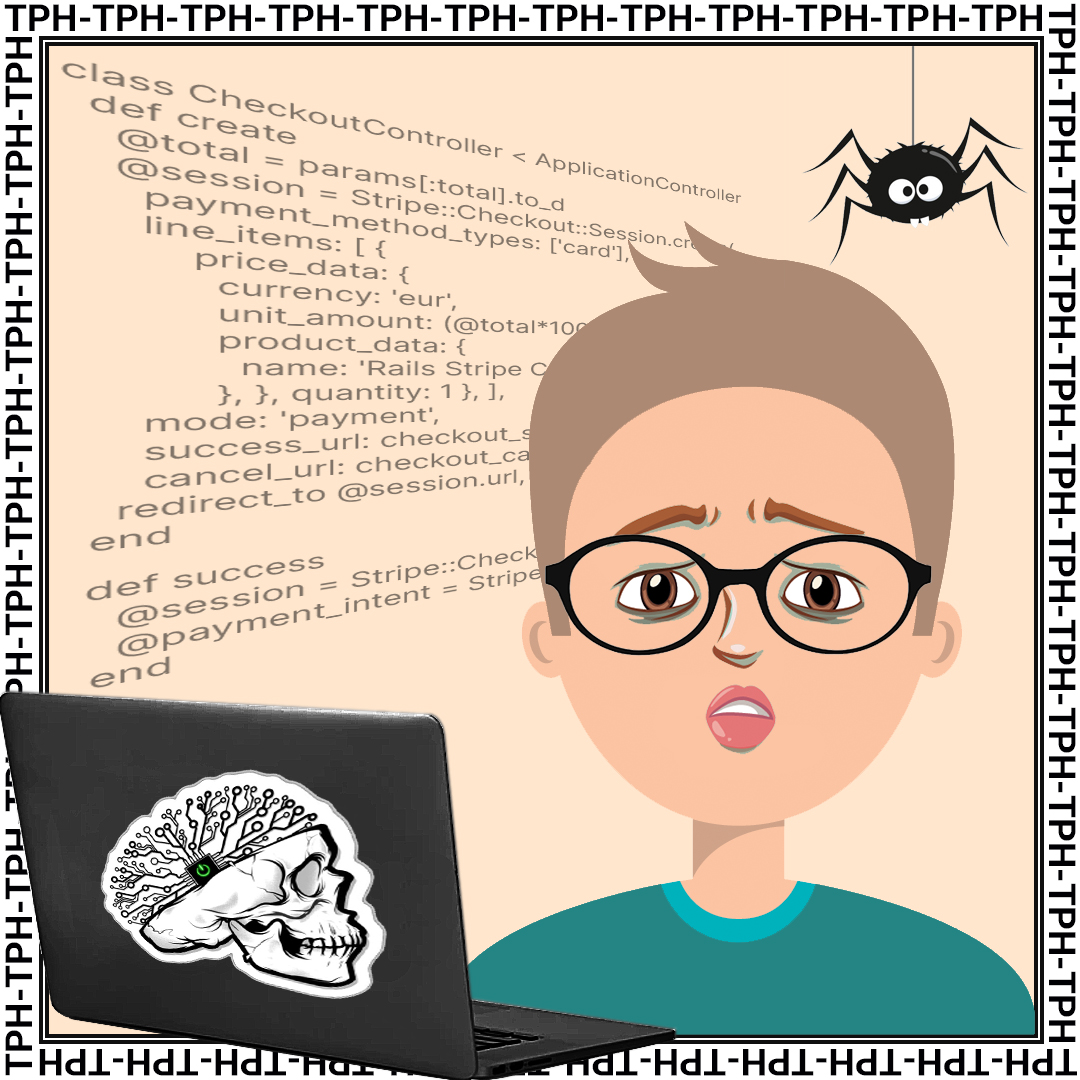 TPH-TPH-TPH-TPH-TPH-TPH-TPH-TPH-TPH-TPH-TPH-TPH
class CheckoutController < ApplicationController
def create
@total = params[:total].to_d
@session = Stripe::Checkout::Session.create(
payment_method_types: ['card'],
line_items: [ {
price_data: {
currency: 'eur',
unit_amount: (@total*100
product_data: {
name: 'Rails Stripe C
}, }, quantity: 1 }, ],
mode: 'payment',
success_url: checkout_s
cancel_url: checkout_ca
redirect_to @session.url,
end
def success
@session = Stripe::Check
@payment_intent = Stripe
end